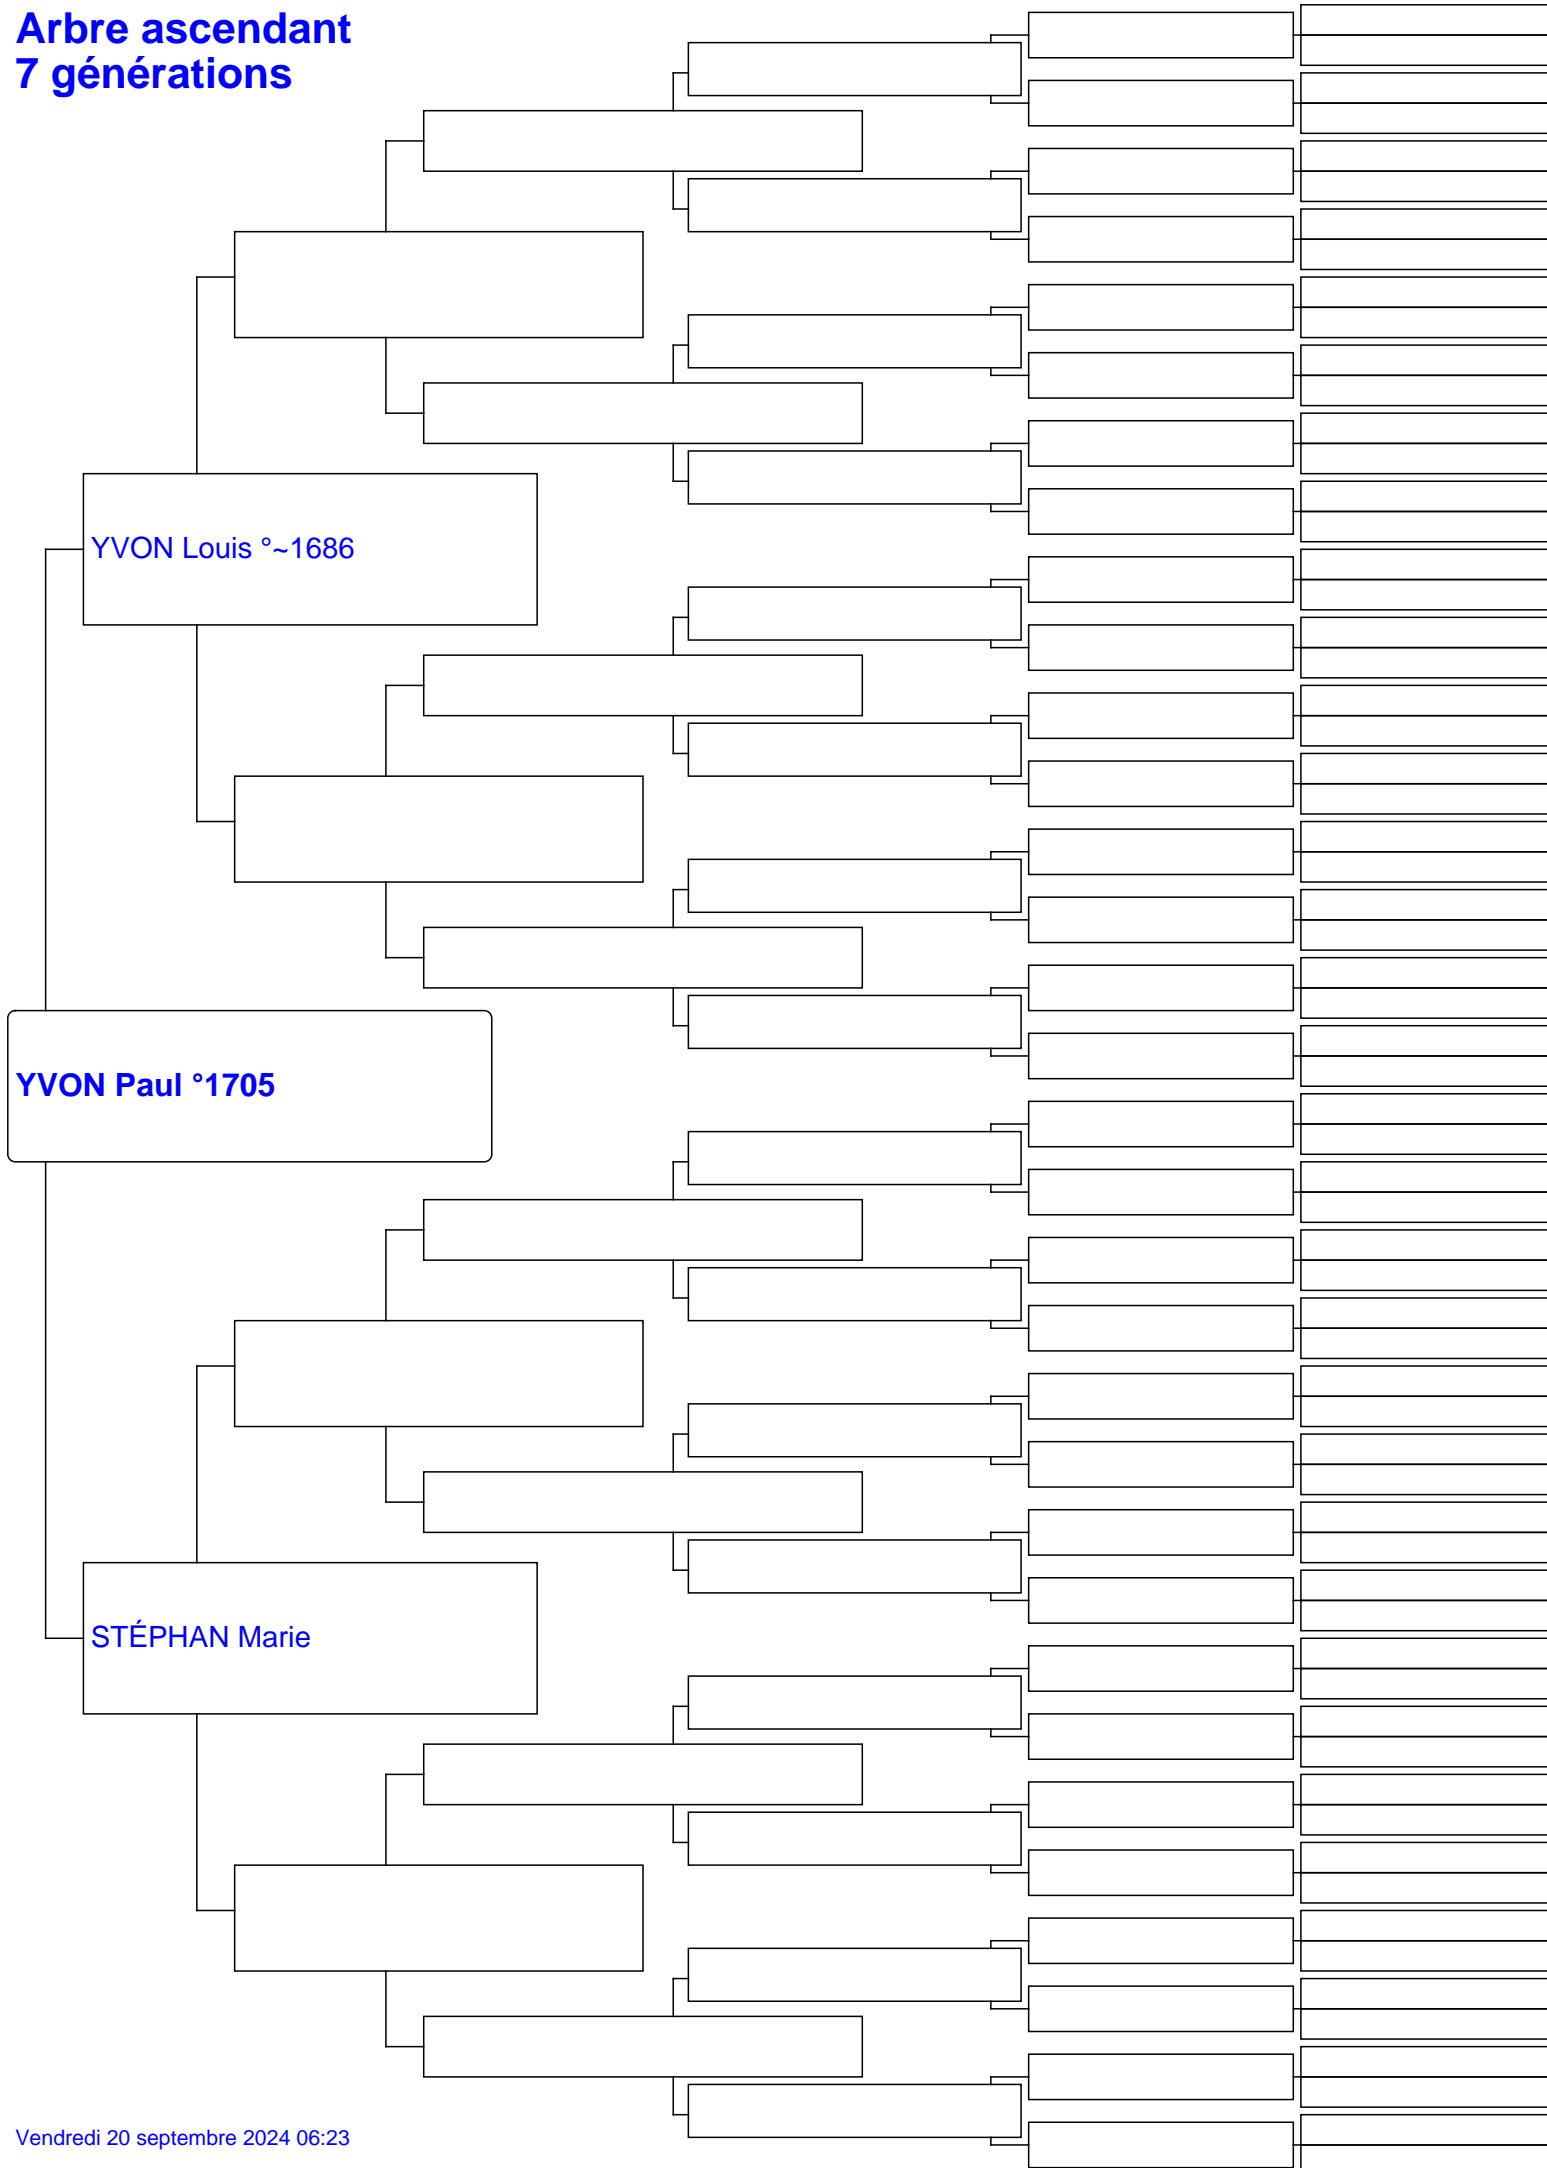 Arbre ascendant
7 générations
YVON Louis °~1686
YVON Paul °1705
STÉPHAN Marie
Vendredi 20 septembre 2024 06:23